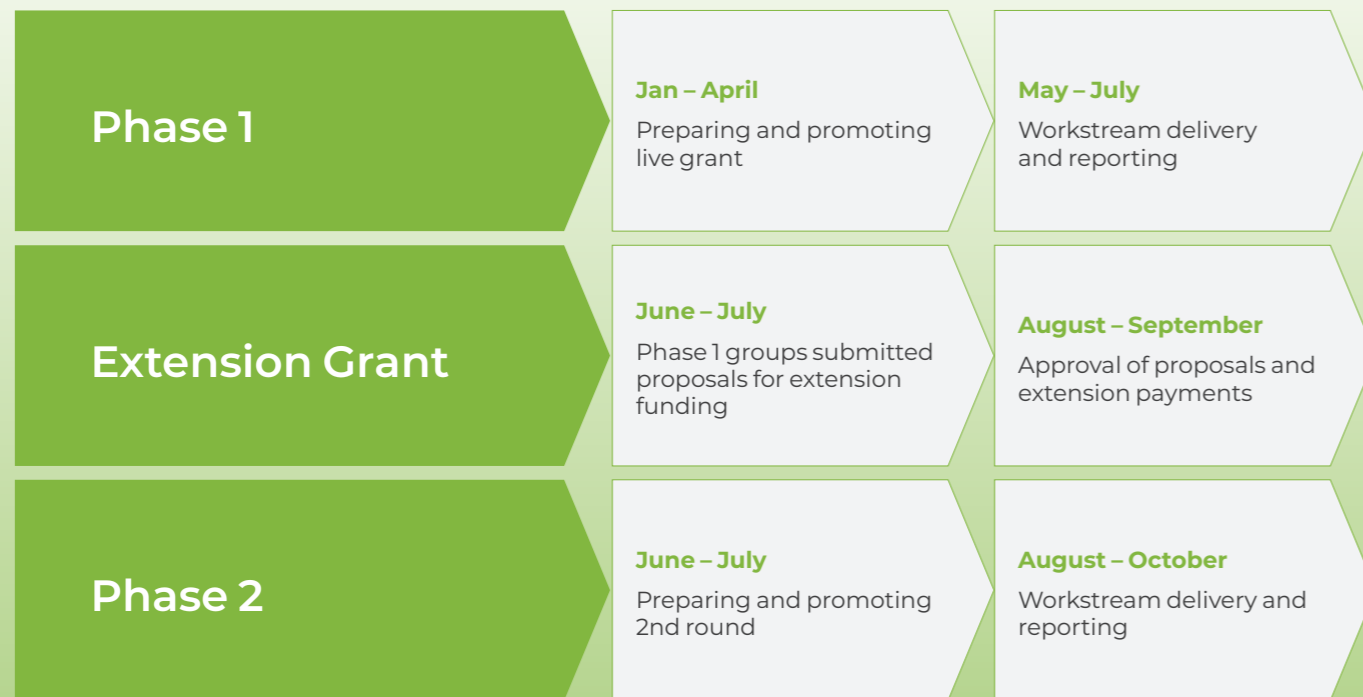 Phase 1
Jan – April
Preparing and promoting
live grant
May – July
Workstream delivery
and reporting
Extension Grant
June – July
Phase 1 groups submitted
proposals for extension
funding
August – September
Approval of proposals and
extension payments
Phase 2
June – July
Preparing and promoting
2nd round
August – October
Workstream delivery and
reporting